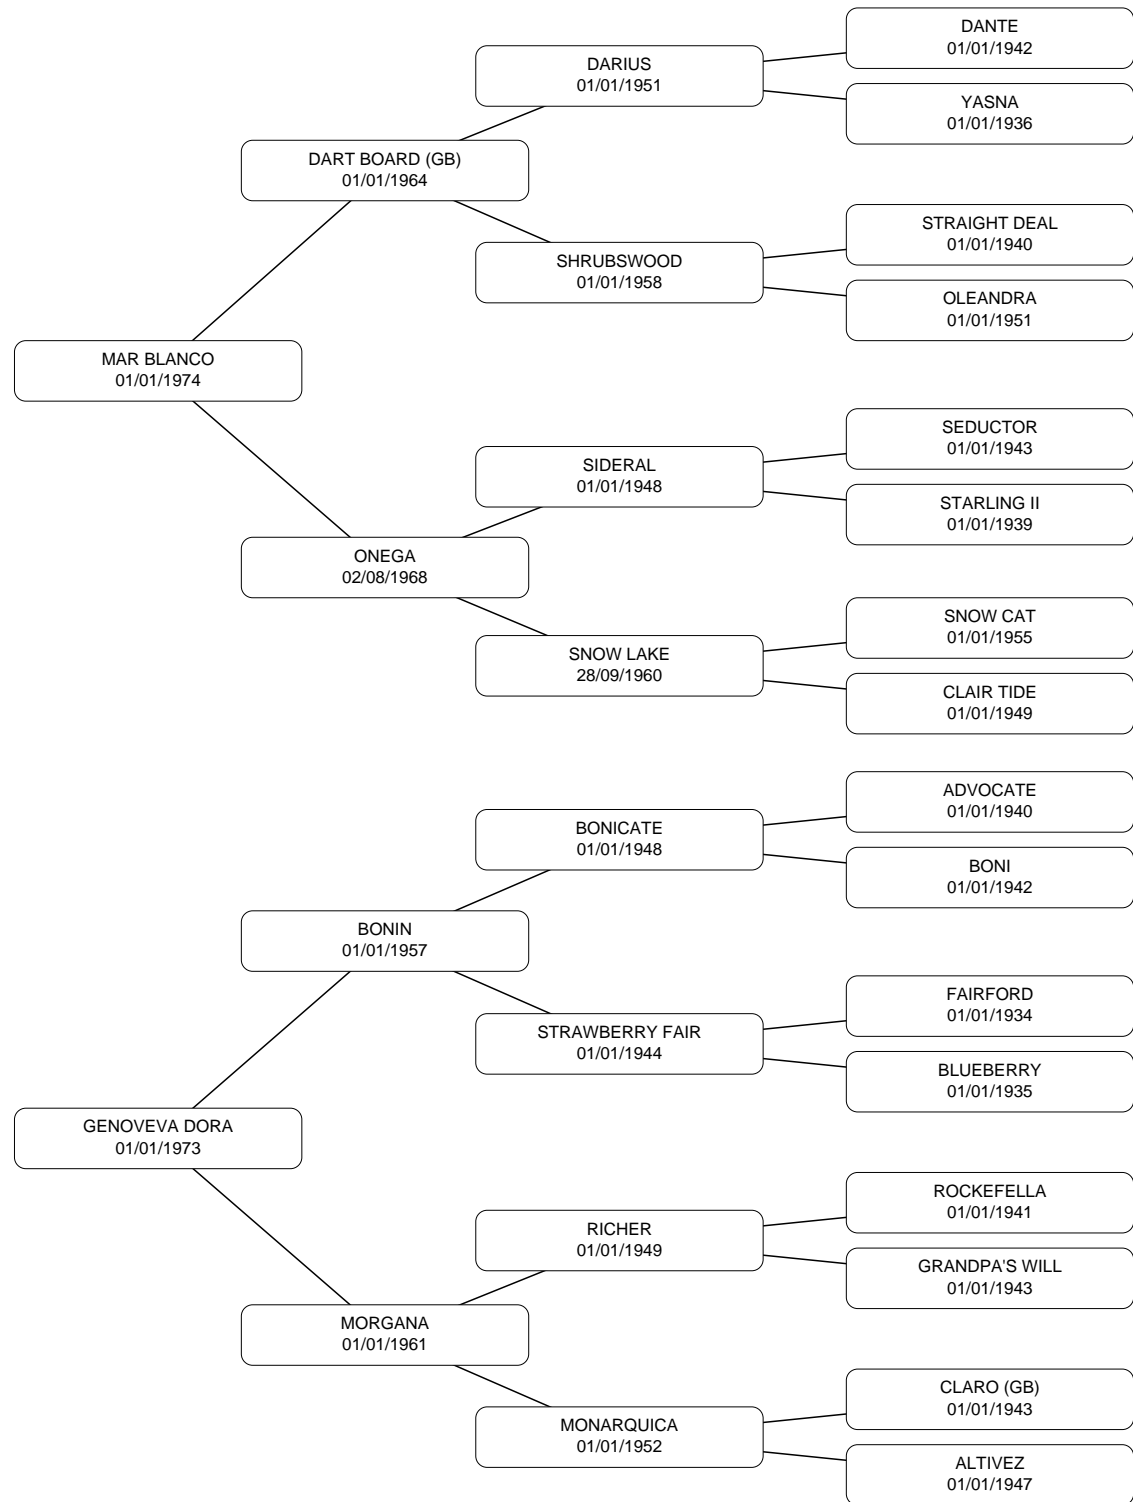 DANTE
01/01/1942
DARIUS
01/01/1951
YASNA
01/01/1936
DART BOARD (GB)
01/01/1964
STRAIGHT DEAL
01/01/1940
SHRUBSWOOD
01/01/1958
OLEANDRA
01/01/1951
MAR BLANCO
01/01/1974
SEDUCTOR
01/01/1943
SIDERAL
01/01/1948
STARLING II
01/01/1939
ONEGA
02/08/1968
SNOW CAT
01/01/1955
SNOW LAKE
28/09/1960
CLAIR TIDE
01/01/1949
ADVOCATE
01/01/1940
BONICATE
01/01/1948
BONI
01/01/1942
BONIN
01/01/1957
FAIRFORD
01/01/1934
STRAWBERRY FAIR
01/01/1944
BLUEBERRY
01/01/1935
GENOVEVA DORA
01/01/1973
ROCKEFELLA
01/01/1941
RICHER
01/01/1949
GRANDPA'S WILL
01/01/1943
MORGANA
01/01/1961
CLARO (GB)
01/01/1943
MONARQUICA
01/01/1952
ALTIVEZ
01/01/1947